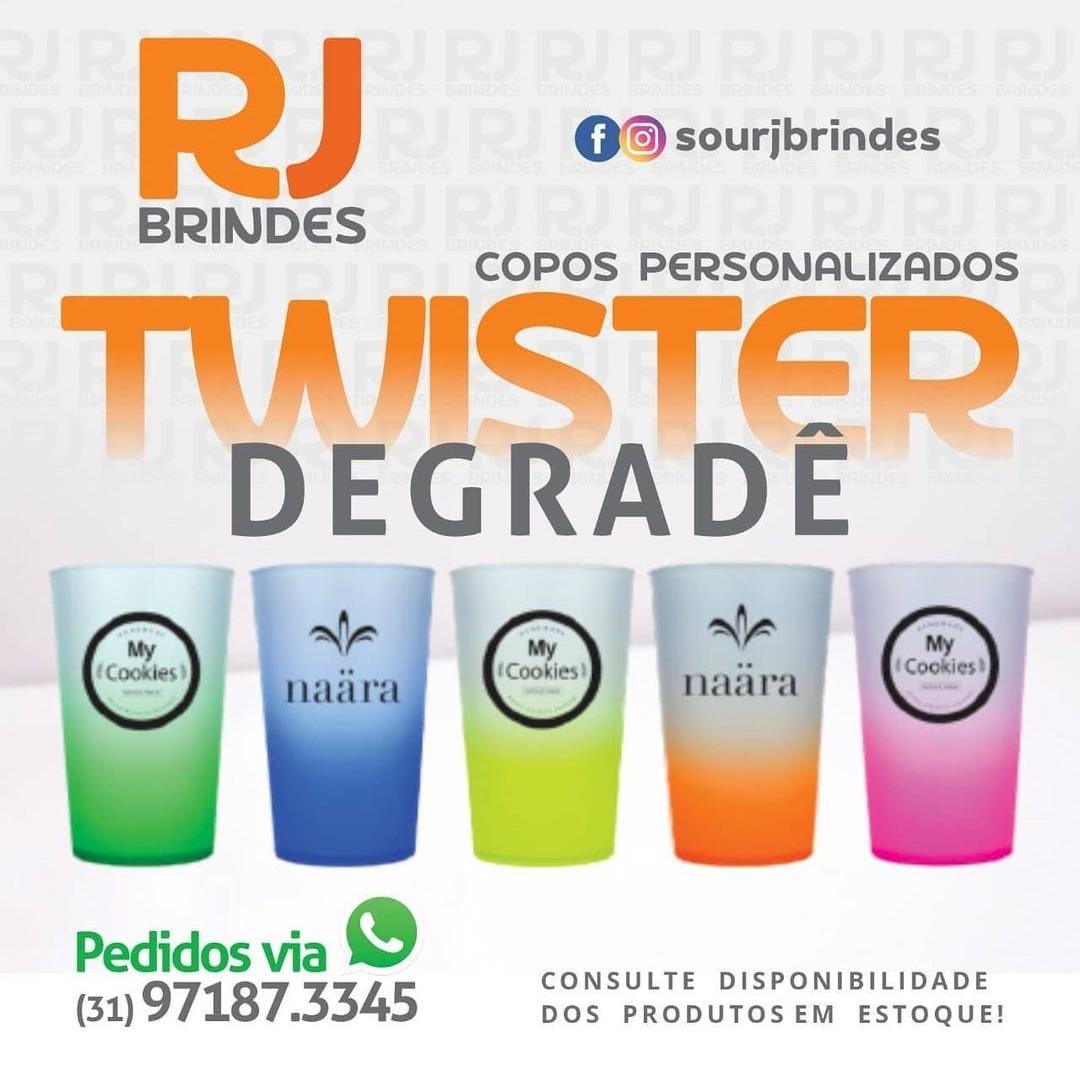 RJ
BRINDES
sourjbrindes
COPOS PERSONALIZADOS
TWISTER
DEGRADÊ
My
Cookies
naära
My
Cookies
naära
My
Cookies
Pedidos via
(31) 97187.3345
CONSULTE DISPONIBILIDADE
DOS PRODUTOS EM ESTOQUE!